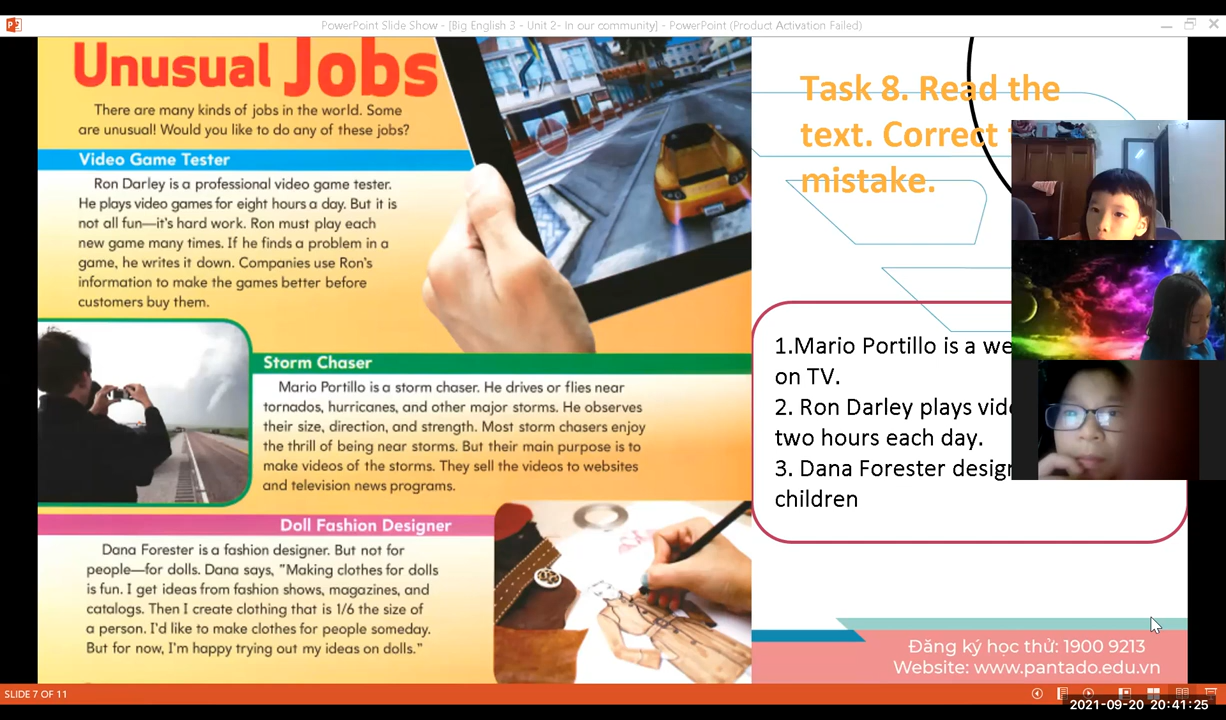 PowerPoint Slide Show - [Big English 3 - Unit 2- In our community] - PowerPoint (Product Activation Failed)
Unusual Jobs
There are many kinds of jobs in the world. Some
are unusual! Would you like to do any of these jobs?
Video Game Tester
Ron Darley is a professional video game tester.
He plays video games for eight hours a day. But it is
not all fun—it's hard work. Ron must play each
new game many times. If he finds a problem in a
game, he writes it down. Companies use Ron's
information to make the games better before
customers buy them.
Storm Chaser
Mario Portillo is a storm chaser. He drives or flies near
tornados, hurricanes, and other major storms. He observes
their size, direction, and strength. Most storm chasers enjoy
the thrill of being near storms. But their main purpose is to
make videos of the storms. They sell the videos to websites
and television news programs.
Doll Fashion Designer
Dana Forester is a fashion designer. But not for
people—for dolls. Dana says, "Making clothes for dolls
is fun. I get ideas from fashion shows, magazines, and
catalogs. Then I create clothing that is 1/6 the size of
a person. I'd like to make clothes for people someday.
But for now, I'm happy trying out my ideas on dolls."
Task 8. Read the
text. Correct
mistake.
1.Mario Portillo is a
on TV.
2. Ron Darley plays
two hours each day.
3. Dana Forester
children
Đăng ký học thử: 1900 9213
Website: www.pantado.edu.vn
SLIDE 7 OF 11
2021-09-20 20:41:25